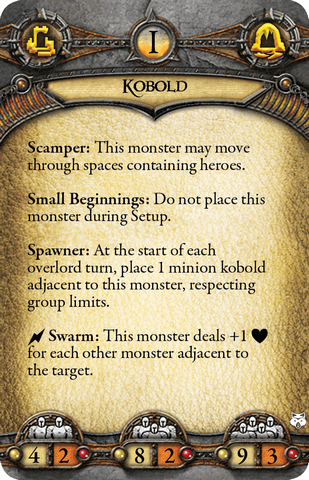 I
Kobold
Scamper: This monster may move
through spaces containing heroes.
Small Beginnings: Do not place this
monster during Setup.
Spawner: At the start of each
overlord turn, place 1 minion kobold
adjacent to this monster, respecting
group limits.
Swarm: This monster deals +1 ♥
for each other monster adjacent to
the target.
4 2 8 2 9 3